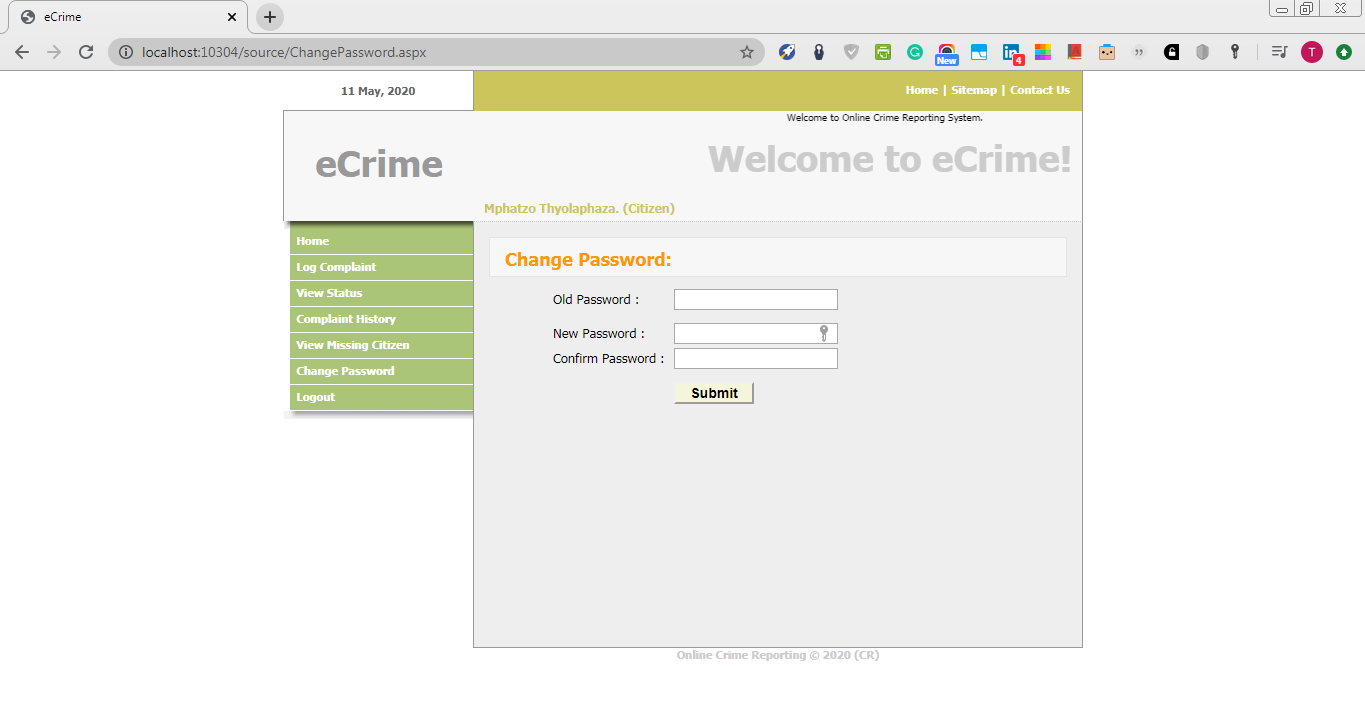 eCrime
localhost:10304/source/ChangePassword.aspx
New
4
T
11 May, 2020
Home | Sitemap | Contact Us
Welcome to Online Crime Reporting System.
eCrime
Welcome to eCrime!
Mphatzo Thyolaphaza. (Citizen)
Home
Log Complaint
View Status
Complaint History
View Missing Citizen
Change Password
Logout
Change Password:
Old Password :
New Password :
Confirm Password :
Submit
Online Crime Reporting © 2020 (CR)